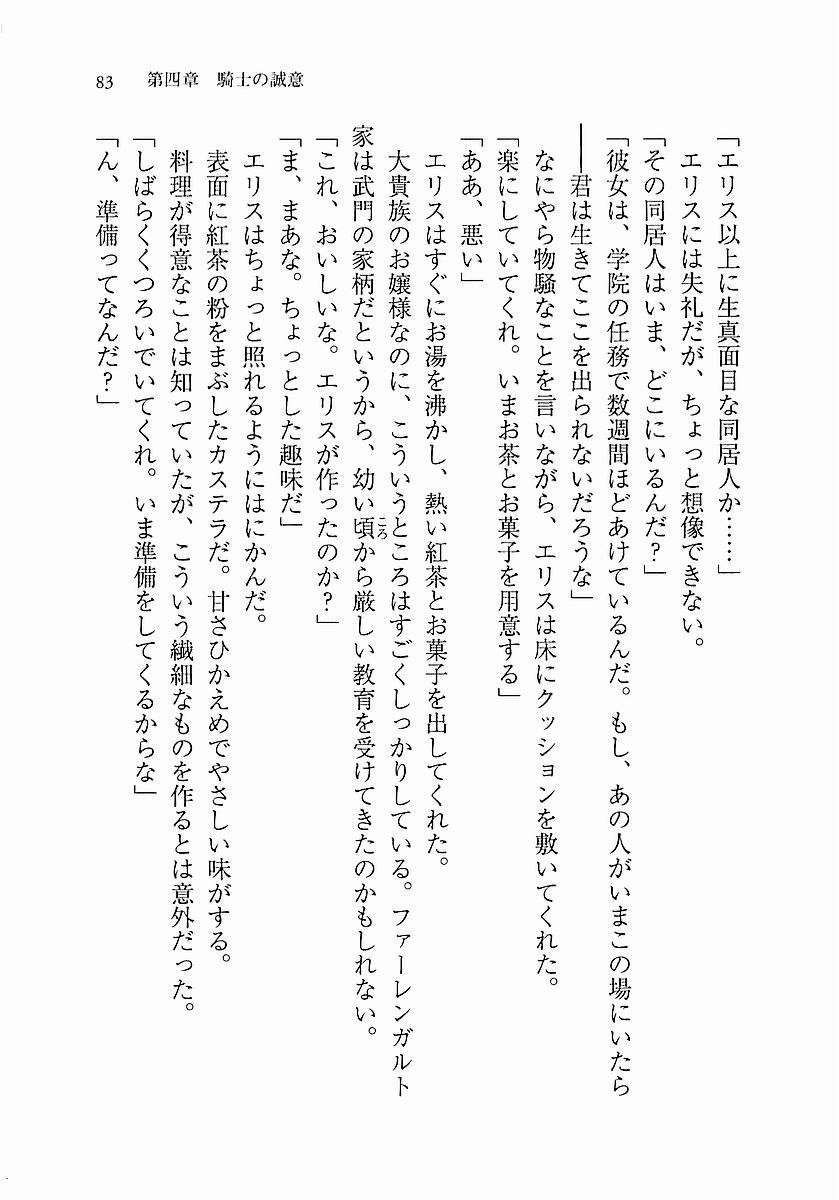 83　第四章　騎士の誠意
「エリス以上に生真面目な同居人か……」
エリスには失礼だが、ちょっと想像できない。
「その同居人はいま、どこにいるんだ？」
「彼女は、学院の任務で数週間ほどあけているんだ。もし、あの人がいまこの場にいたら
――君は生きてここを出られないだろうな」
なにやら物騒なことを言いながら、エリスは床にクッションを敷いてくれた。
「楽にしていてくれ。いまお茶とお菓子を用意する」
「ああ、悪い」
エリスはすぐにお湯を沸かし、熱い紅茶とお菓子を出してくれた。
大貴族のお嬢様なのに、こういうところはすごくしっかりしている。ファーレンガルト
家は武門の家柄だというから、幼い頃ころから厳しい教育を受けてきたのかもしれない。
「これ、おいしいな。エリスが作ったのか？」
「ま、まあな。ちょっとした趣味だ」
エリスはちょっと照れるようにはにかんだ。
表面に紅茶の粉をまぶしたカステラだ。甘さひかえめでやさしい味がする。
料理が得意なことは知っていたが、こういう繊細なものを作るとは意外だった。
「しばらくくつろいでいてくれ。いま準備をしてくるからな」
「ん、準備ってなんだ？」